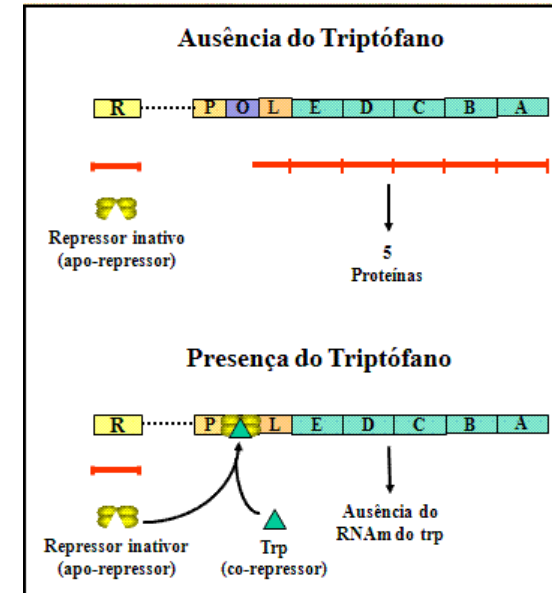 Ausência do Triptófano
R P O L E D C B A
Repressor inativo
(apo-repressor)
5
Proteínas
Presença do Triptófano
R P L E D C B A
Repressor inativor
(apo-repressor)
Trp
(co-repressor)
Ausência do
RNAm do trp